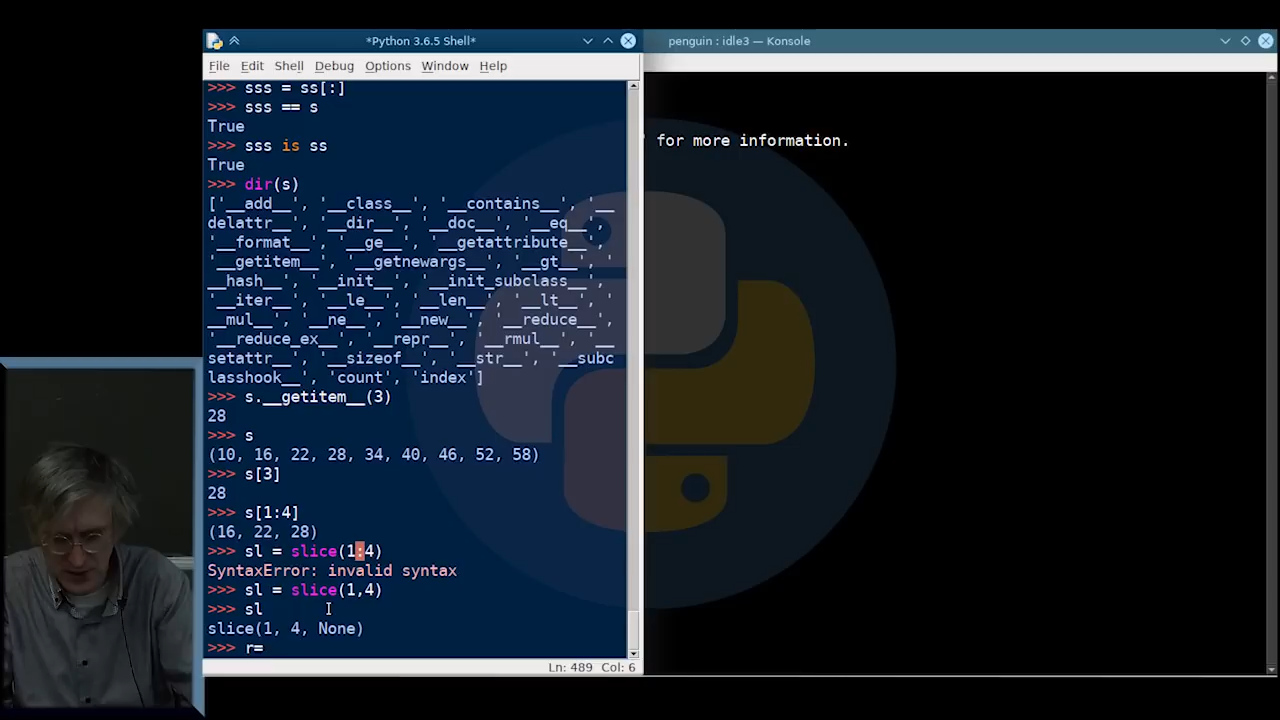 *Python 3.6.5 Shell*
File Edit Shell Debug Options Window Help
>>> sss = ss[:]
>>> sss == s
True
>>> sss is ss
True
>>> dir(s)
['__add__', '__class__', '__contains__', '__
delattr__', '__dir__', '__doc__', '__eq__',
'__format__', '__ge__', '__getattribute__',
'__getitem__', '__getnewargs__', '__gt__', '
__hash__', '__init__', '__init_subclass__',
'__iter__', '__le__', '__len__', '__lt__', '
__mul__', '__ne__', '__new__', '__reduce__',
'__reduce_ex__', '__repr__', '__rmul__', '__
setattr__', '__sizeof__', '__str__', '__subc
lasshook__', 'count', 'index']
>>> s.__getitem__(3)
28
>>> s
(10, 16, 22, 28, 34, 40, 46, 52, 58)
>>> s[3]
28
>>> s[1:4]
(16, 22, 28)
>>> sl = slice(1:4)
SyntaxError: invalid syntax
>>> sl = slice(1,4)
>>> sl
slice(1, 4, None)
>>> r=
Ln: 489 Col: 6
penguin : idle3 — Konsole
for more information.